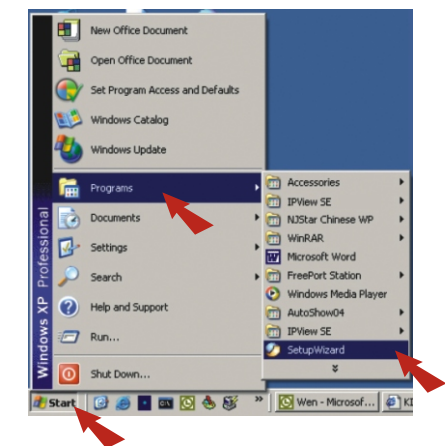 New Office Document
Open Office Document
Set Program Access and Defaults
Windows Catalog
Windows Update
Programs
Documents
Settings
Search
Help and Support
Run...
Shut Down...
Windows XP Professional
Accessories
IPView SE
NJStar Chinese WP
WinRAR
Microsoft Word
FreePort Station
Windows Media Player
AutoShow04
IPView SE
SetupWizard
Start
»
Wen - Microsof...